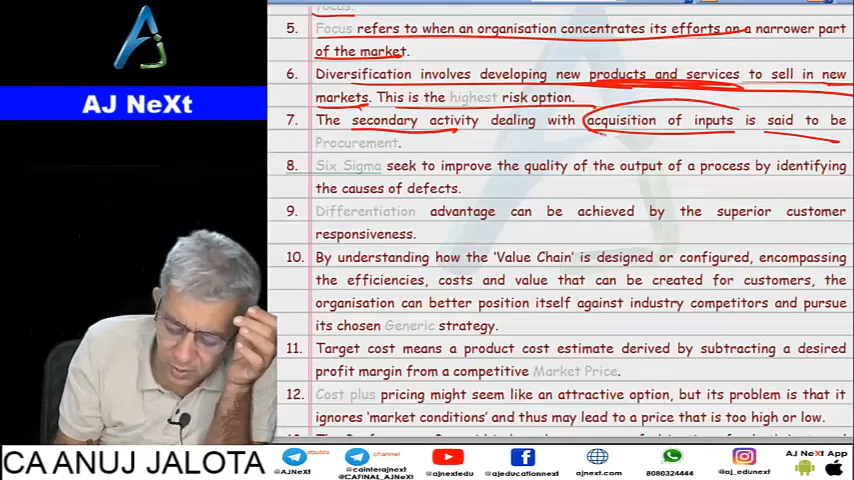 focus.
5. Focus refers to when an organisation concentrates its efforts on a narrower part
of the market.
6. Diversification involves developing new products and services to sell in new
markets. This is the highest risk option.
7. The secondary activity dealing with acquisition of inputs is said to be
Procurement.
8. Six Sigma seek to improve the quality of the output of a process by identifying
the causes of defects.
9. Differentiation advantage can be achieved by the superior customer
responsiveness.
10. By understanding how the ‘Value Chain’ is designed or configured, encompassing
the efficiencies, costs and value that can be created for customers, the
organisation can better position itself against industry competitors and pursue
its chosen Generic strategy.
11. Target cost means a product cost estimate derived by subtracting a desired
profit margin from a competitive Market Price.
12. Cost plus pricing might seem like an attractive option, but its problem is that it
ignores ‘market conditions’ and thus may lead to a price that is too high or low.
AJ NeXt
CA ANUJ JALOTA
doubts
@AJNeXt
channel
@cainterajnext
@CAFINAL_AJNeXt
@ajnextedu
@ajeducationnext
ajnext.com
8080324444
@aj_edunext
AJ NeXt App